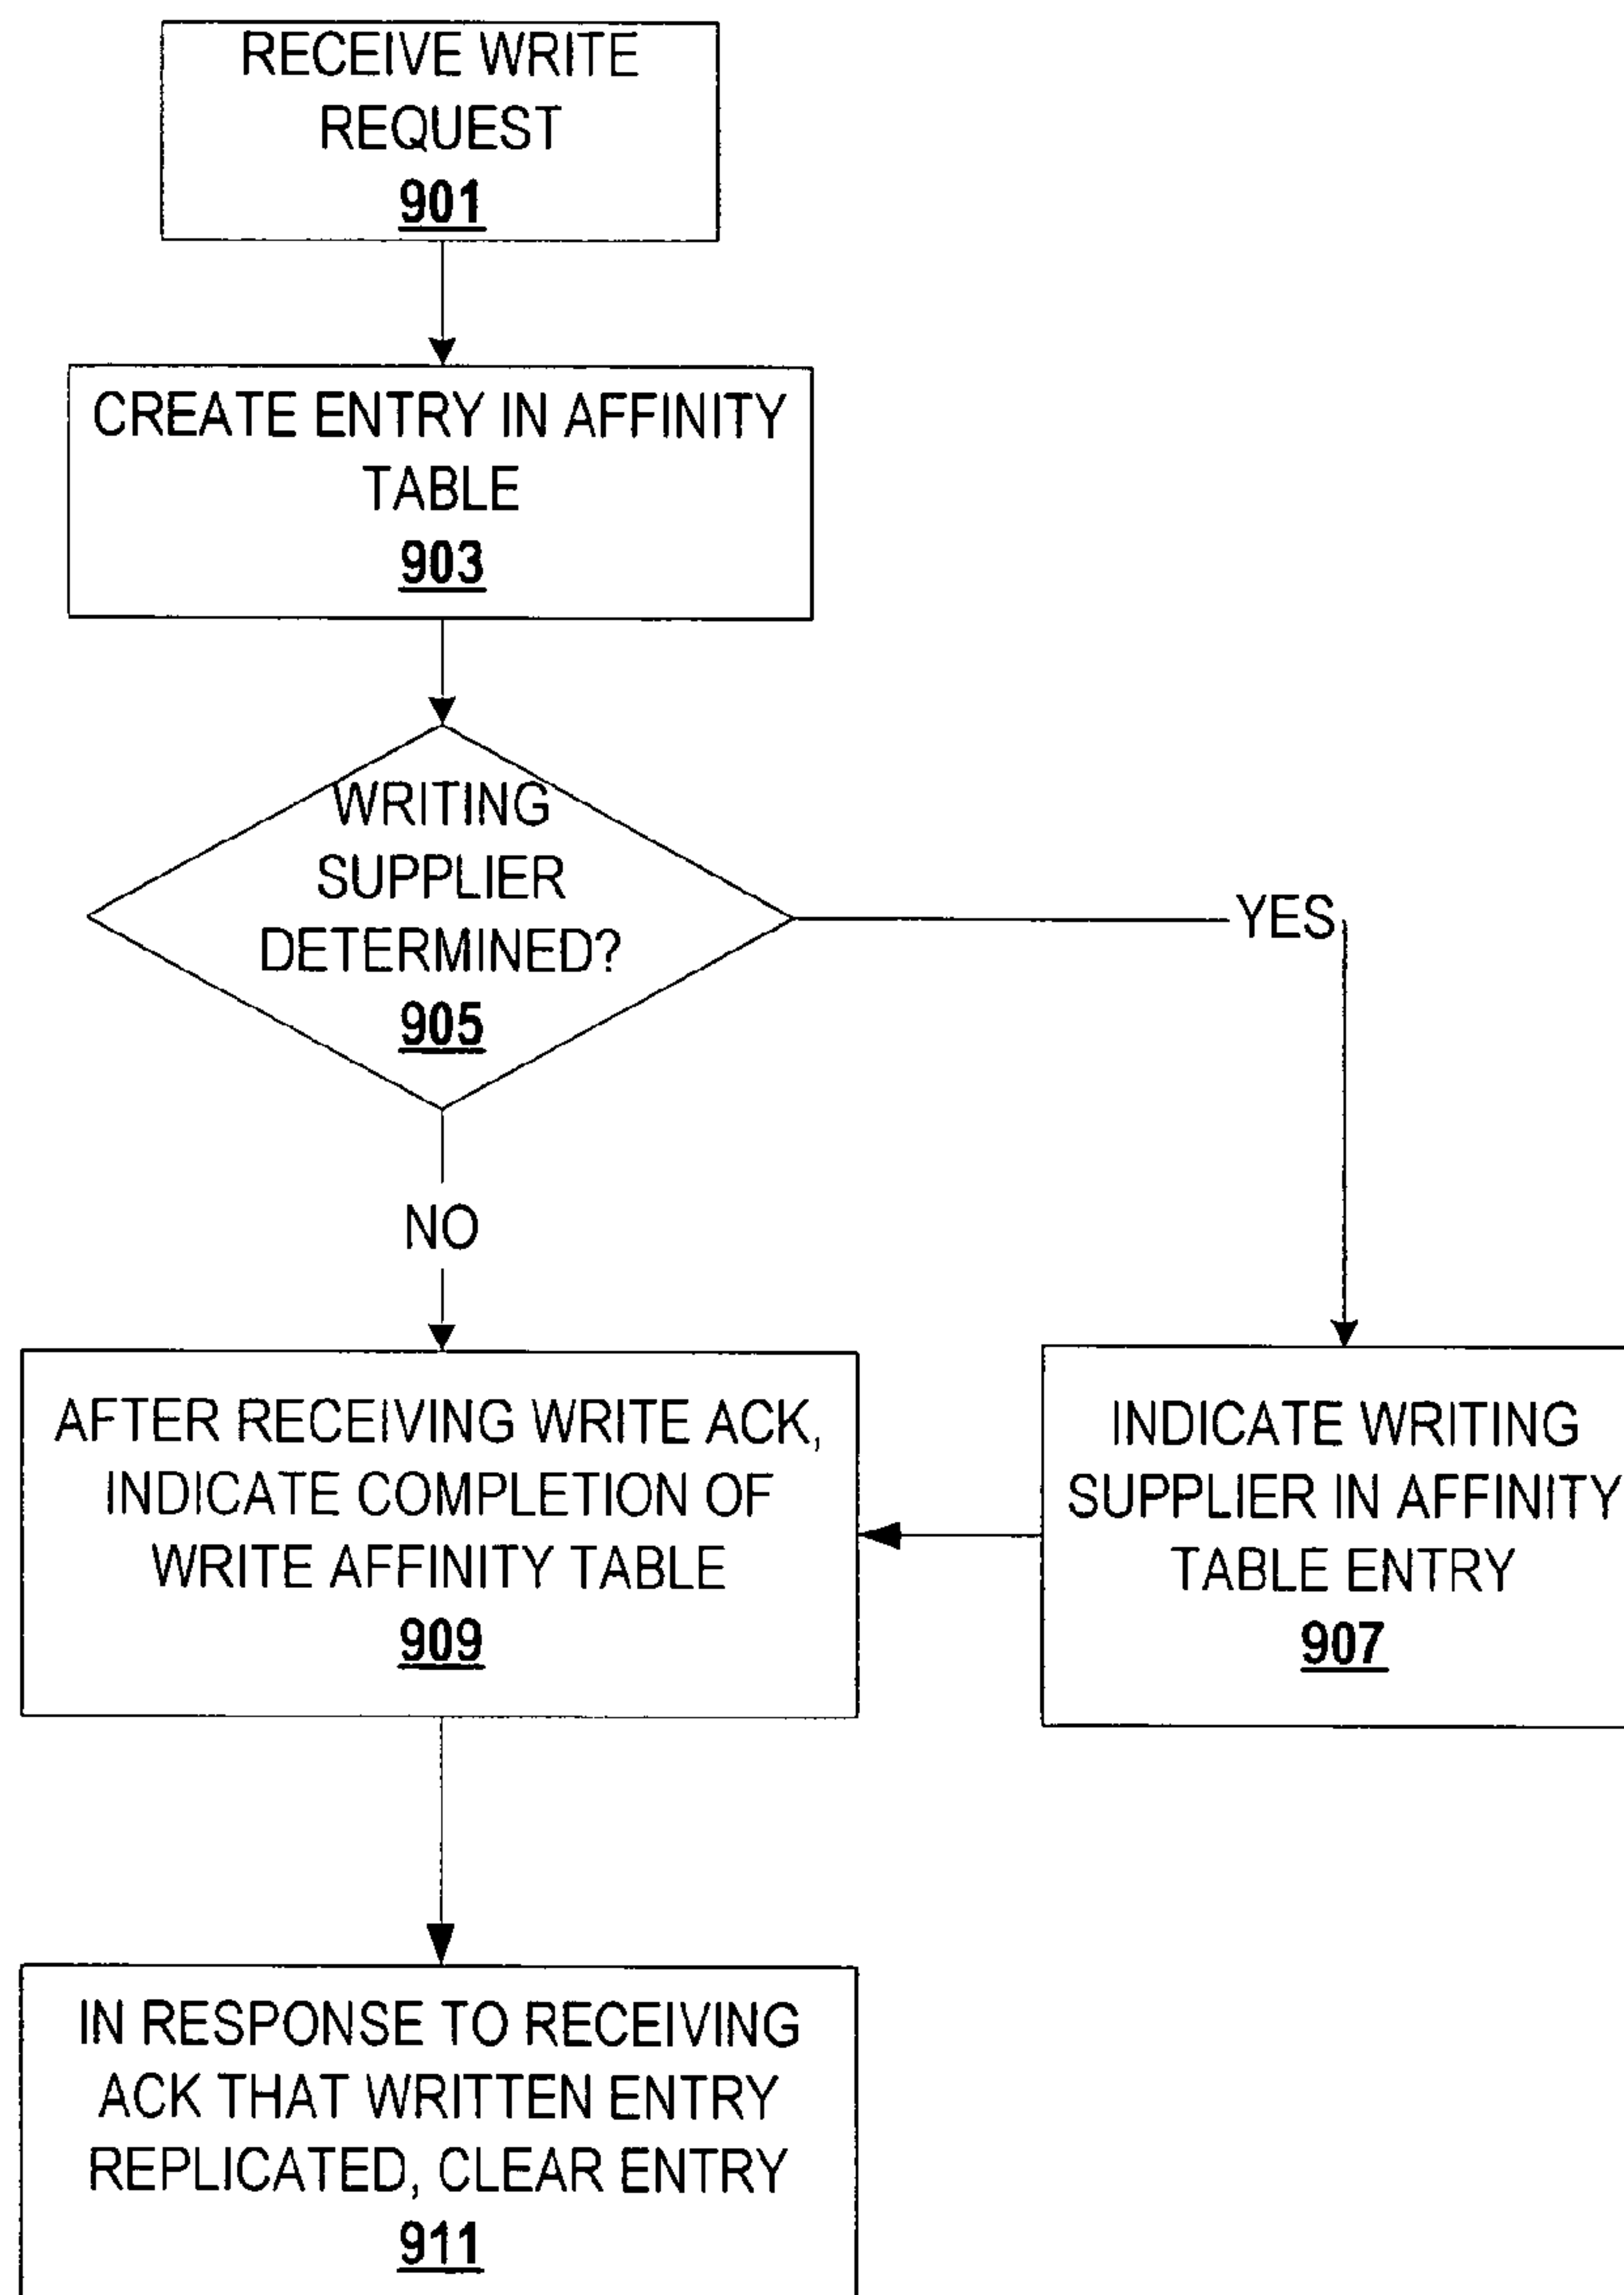 RECEIVE WRITE
REQUEST
901
CREATE ENTRY IN AFFINITY
TABLE
903
WRITING
SUPPLIER
DETERMINED?
905
YES
NO
AFTER RECEIVING WRITE ACK,
INDICATE COMPLETION OF
WRITE AFFINITY TABLE
909
INDICATE WRITING
SUPPLIER IN AFFINITY
TABLE ENTRY
907
IN RESPONSE TO RECEIVING
ACK THAT WRITTEN ENTRY
REPLICATED, CLEAR ENTRY
911